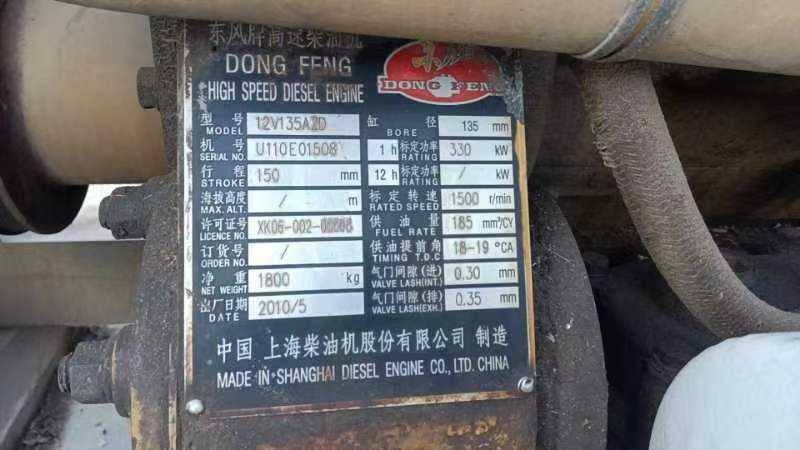 东风牌高速柴油机
DONG FENG
HIGH SPEED DIESEL ENGINE
DONG FENG
型号 MODEL 12V135AZD 缸径 BORE 135 mm
机号 SERIAL NO. U110E01508 1 h 标定功率 RATING 330 kW
行程 STROKE 150 mm 12 h 标定功率 RATING / kW
海拔高度 MAX. ALT. / m 标定转速 RATED SPEED 1500 r/min
许可证号 LICENCE NO. XK06-002- 供油量 FUEL RATE 185 mm³/CY
订货号 ORDER NO. / 供油提前角 TIMING T.D.C 18-19 °CA
净重 NET WEIGHT 1800 kg 气门间隙(进) VALVE LASH(INT.) 0.30 mm
出厂日期 DATE 2010/5 气门间隙(排) VALVE LASH(EXH.) 0.35 mm
中国 上海柴油机股份有限公司 制造
MADE IN SHANGHAI DIESEL ENGINE CO., LTD. CHINA